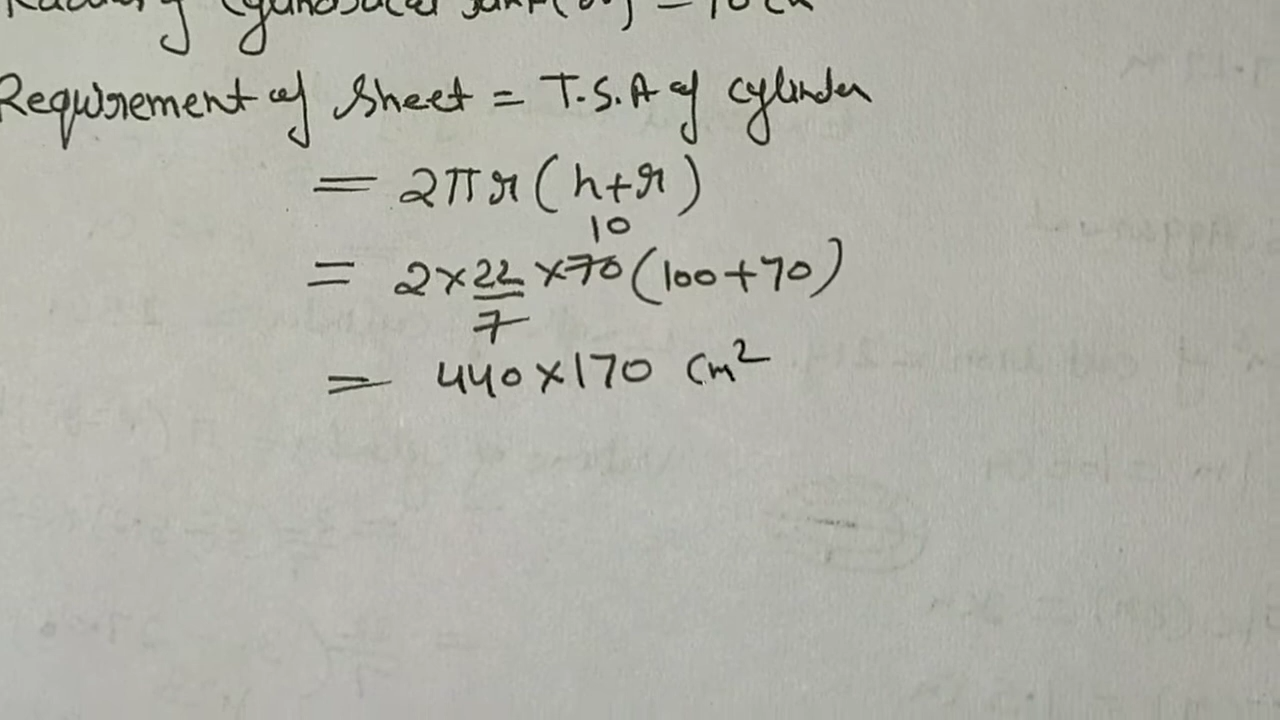 Requirement of Sheet = T.S.A of cylinder
= 2πr(h+r)
10
= 2×22/7×70(100+70)
= 440×170 cm²